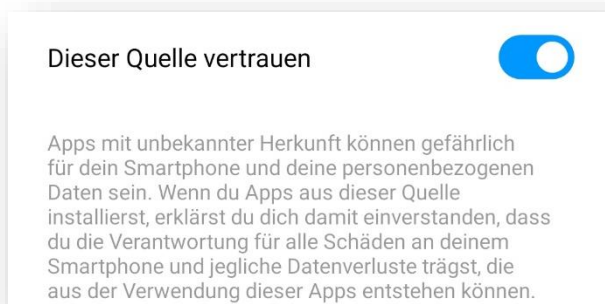 Dieser Quelle vertrauen
Apps mit unbekannter Herkunft können gefährlich
für dein Smartphone und deine personenbezogenen
Daten sein. Wenn du Apps aus dieser Quelle
installierst, erklärst du dich damit einverstanden, dass
du die Verantwortung für alle Schäden an deinem
Smartphone und jegliche Datenverluste trägst, die
aus der Verwendung dieser Apps entstehen können.